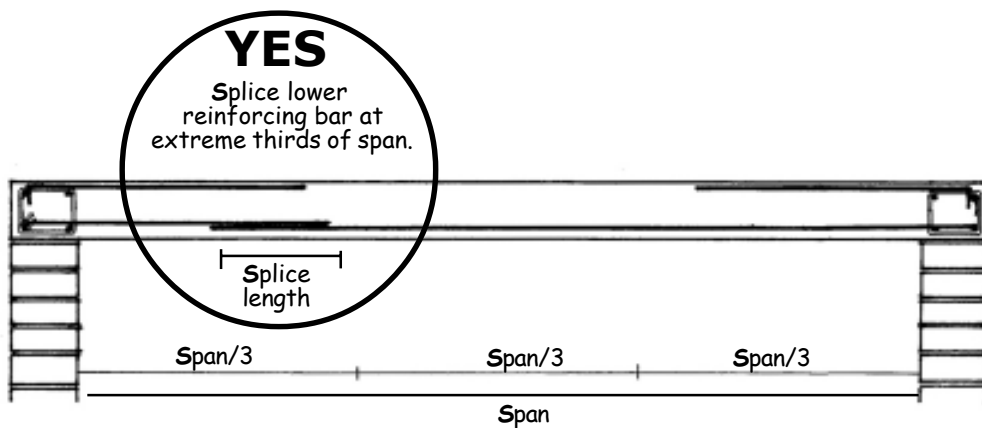 YES
Splice lower
reinforcing bar at
extreme thirds of span.
Splice
length
Span/3
Span/3
Span/3
Span